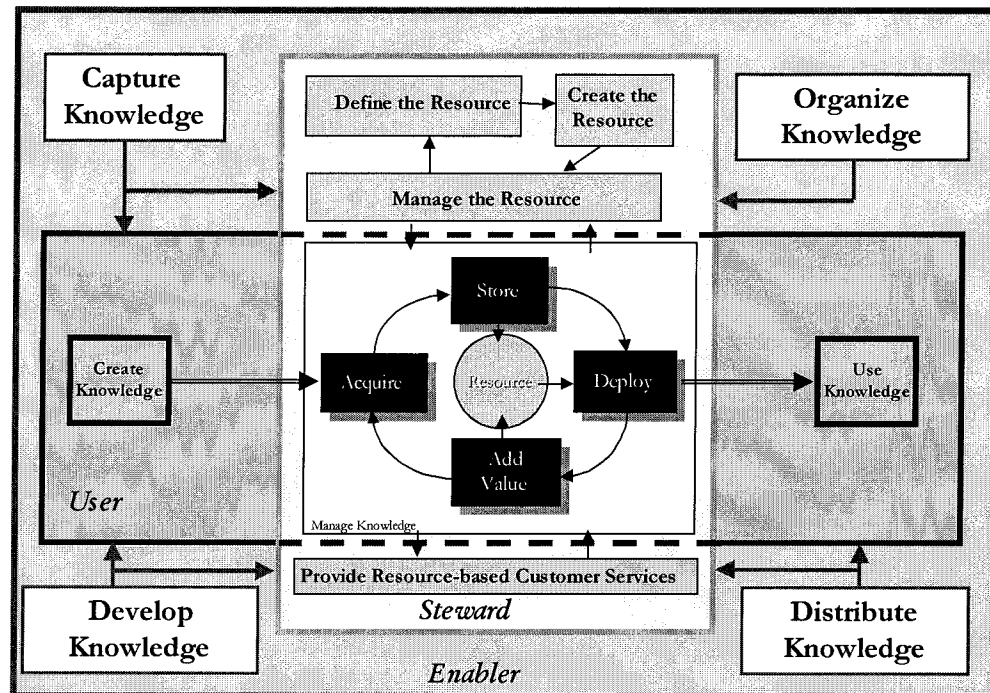 Capture
Knowledge
Define the Resource
Create the
Resource
Organize
Knowledge
Manage the Resource
Store
Create
Knowledge
Acquire
Resource
Deploy
Use
Knowledge
Add
Value
User
Manage Knowledge
Provide Resource-based Customer Services
Develop
Knowledge
Steward
Distribute
Knowledge
Enabler